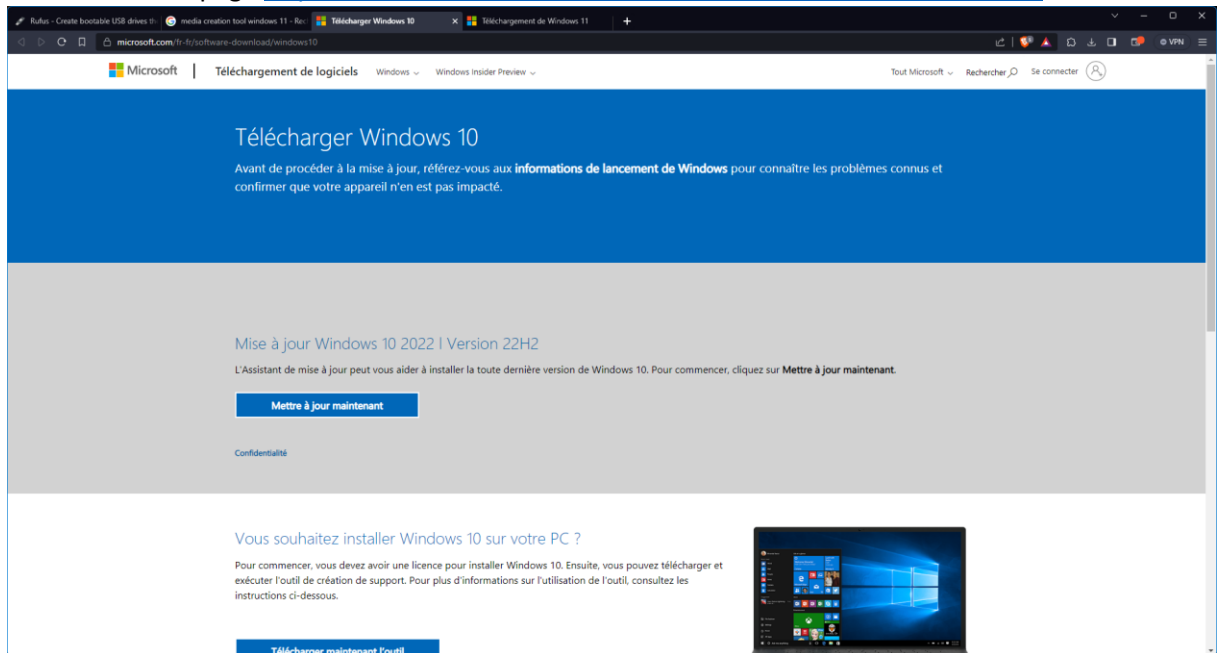 Rufus - Create bootable USB drives th
media creation tool windows 11 - Rec
Télécharger Windows 10
Téléchargement de Windows 11
microsoft.com/fr-fr/software-download/windows10
VPN
Microsoft
Téléchargement de logiciels
Windows
Windows Insider Preview
Tout Microsoft
Rechercher
Se connecter
Télécharger Windows 10
Avant de procéder à la mise à jour, référez-vous aux informations de lancement de Windows pour connaître les problèmes connus et
confirmer que votre appareil n'en est pas impacté.
Mise à jour Windows 10 2022 l Version 22H2
L'Assistant de mise à jour peut vous aider à installer la toute dernière version de Windows 10. Pour commencer, cliquez sur Mettre à jour maintenant.
Mettre à jour maintenant
Confidentialité
Vous souhaitez installer Windows 10 sur votre PC ?
Pour commencer, vous devez avoir une licence pour installer Windows 10. Ensuite, vous pouvez télécharger et
exécuter l'outil de création de support. Pour plus d'informations sur l'utilisation de l'outil, consultez les
instructions ci-dessous.
Télécharger maintenant l'outil